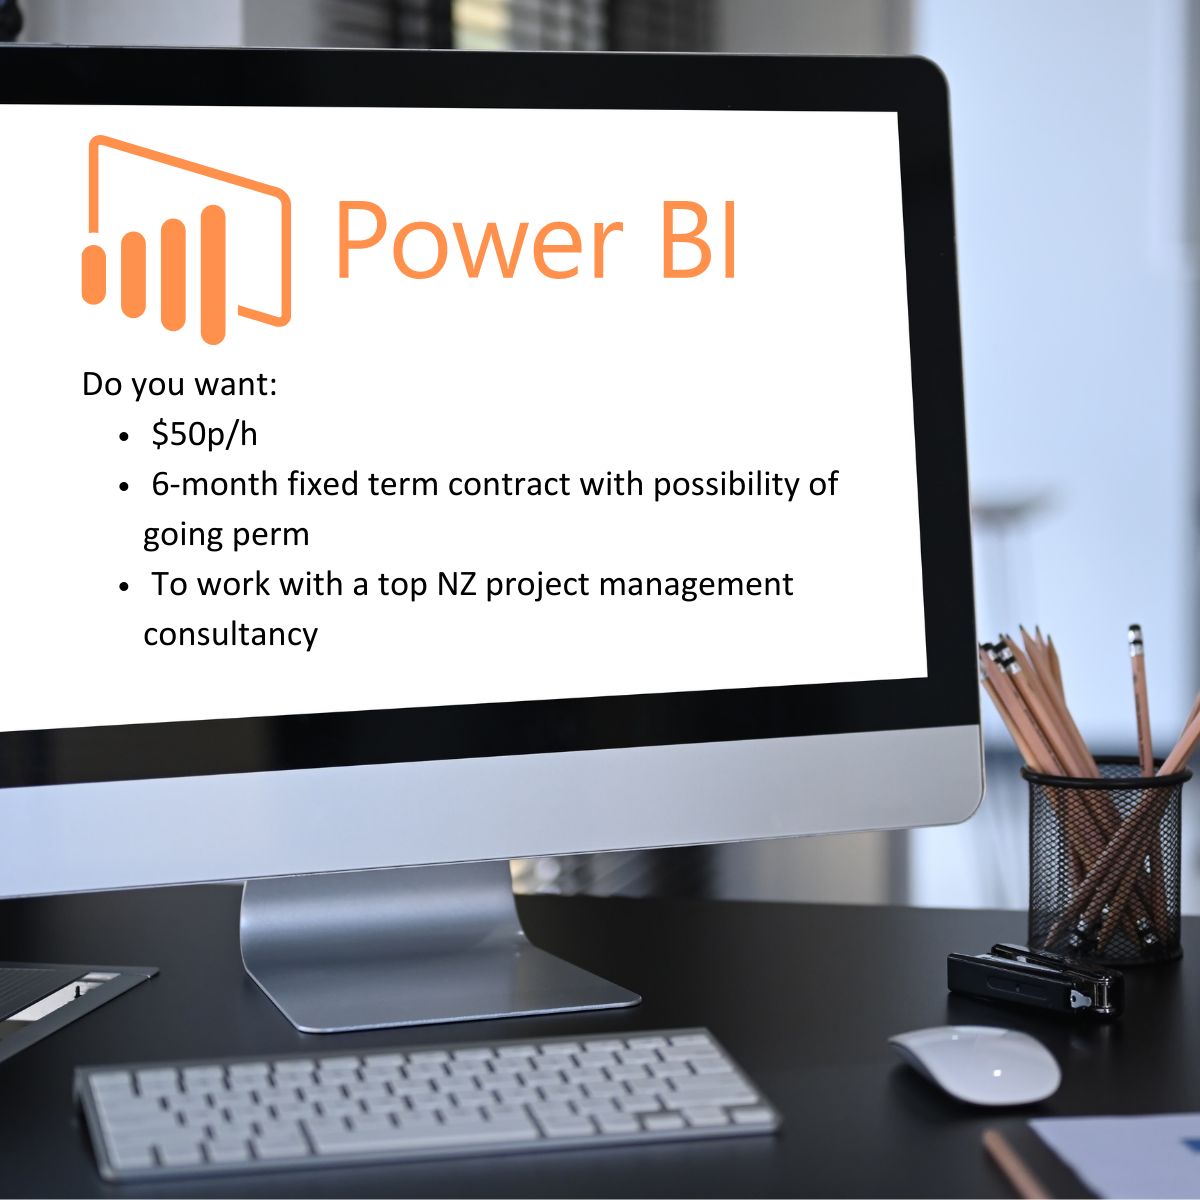 Power BI
Do you want:
• $50p/h
• 6-month fixed term contract with possibility of
going perm
• To work with a top NZ project management
consultancy